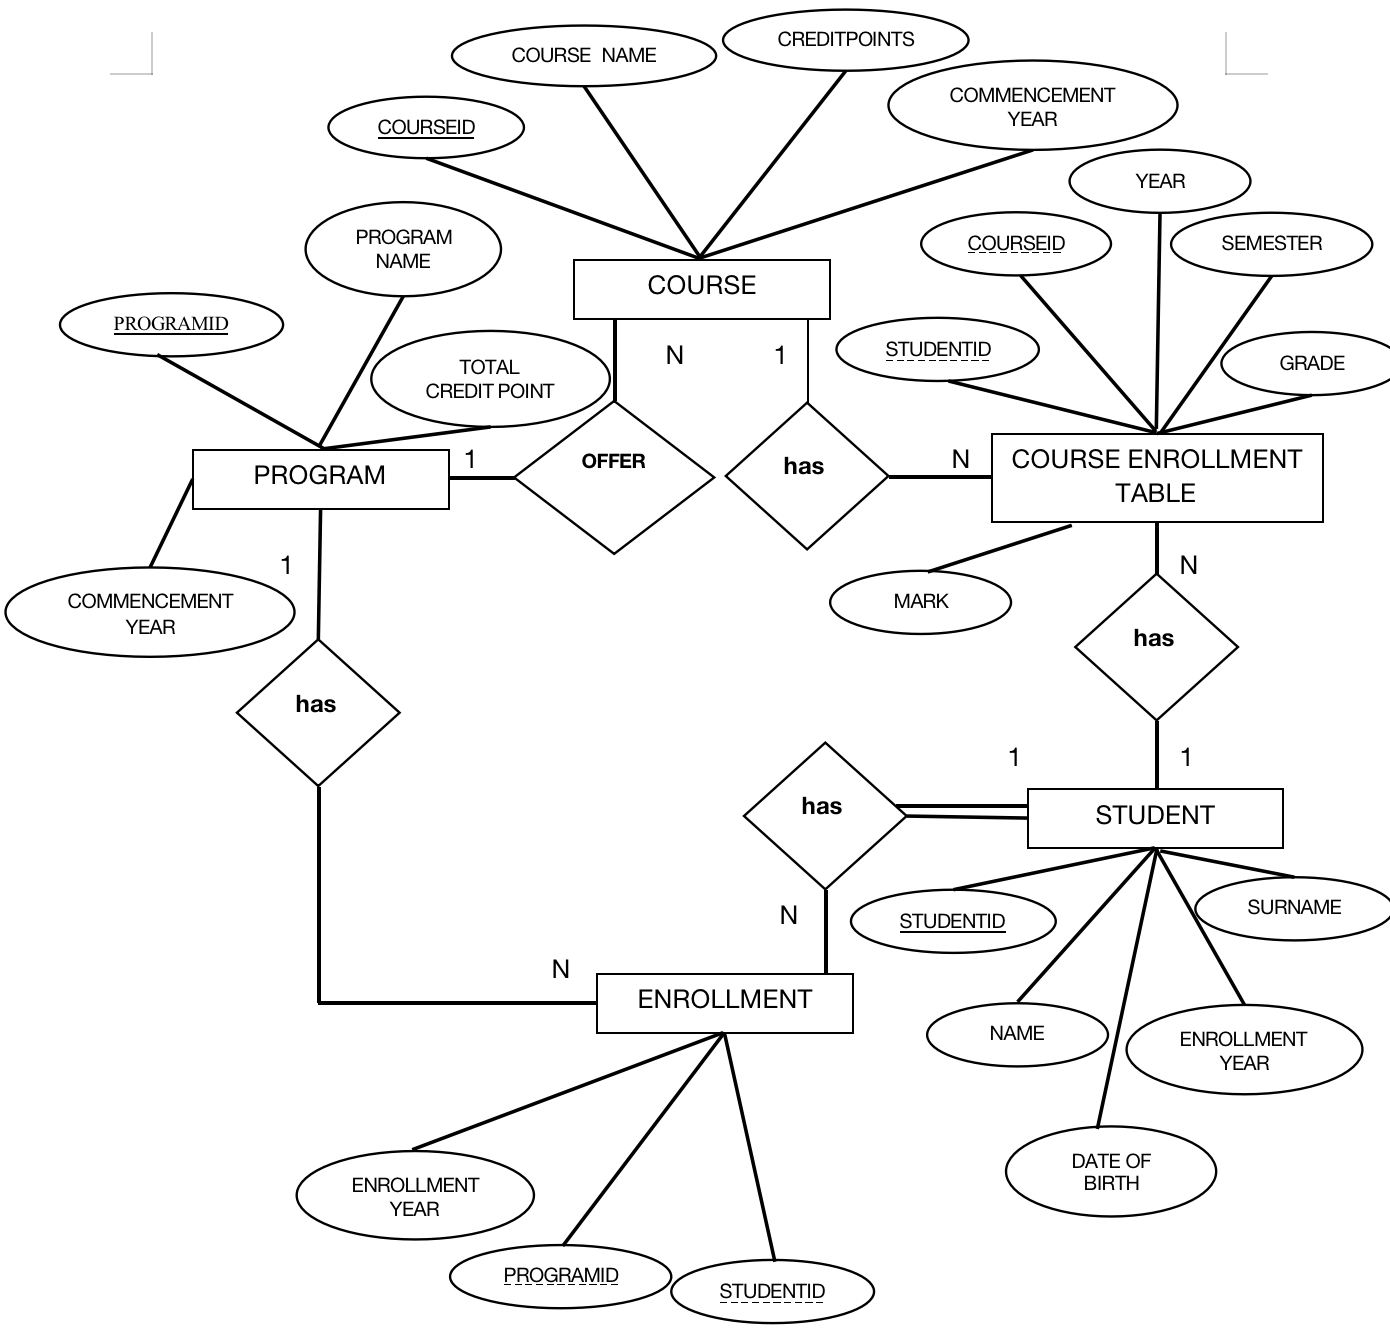 CREDITPOINTS
COURSE NAME
COMMENCEMENT
YEAR
COURSEID
YEAR
PROGRAM
NAME
COURSEID
SEMESTER
COURSE
PROGRAMID
N
1
STUDENTID
GRADE
TOTAL
CREDIT POINT
PROGRAM
1
OFFER
has
N
COURSE ENROLLMENT
TABLE
1
N
COMMENCEMENT
YEAR
MARK
has
has
1
1
has
STUDENT
N
STUDENTID
SURNAME
N
ENROLLMENT
NAME
ENROLLMENT
YEAR
DATE OF
BIRTH
ENROLLMENT
YEAR
PROGRAMID
STUDENTID